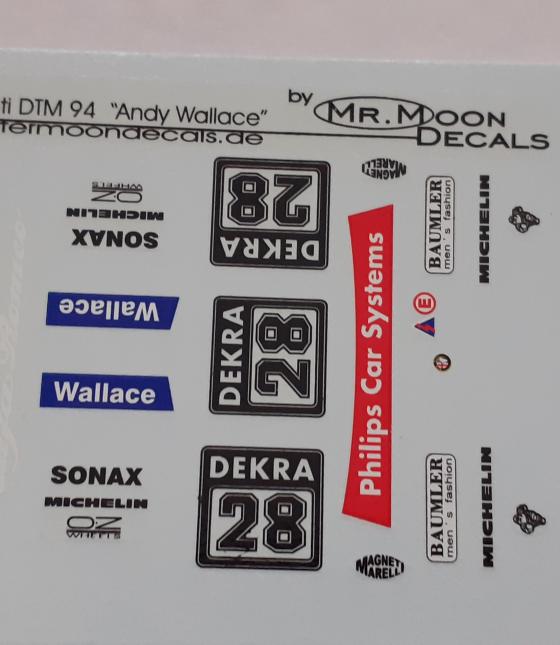 ti DTM 94 "Andy Wallace"
by MR. MOON
DECALS
termoondecals.de
OZ
WHEELS
MICHELIN
SONAX
28
DEKRA
MAGNETI
MARELLI
BAUMLER
men's fashion
MICHELIN
Wallace
DEKRA
28
Philips Car Systems
E
Wallace
SONAX
MICHELIN
OZ
WHEELS
DEKRA
28
MAGNETI
MARELLI
BAUMLER
men's fashion
MICHELIN